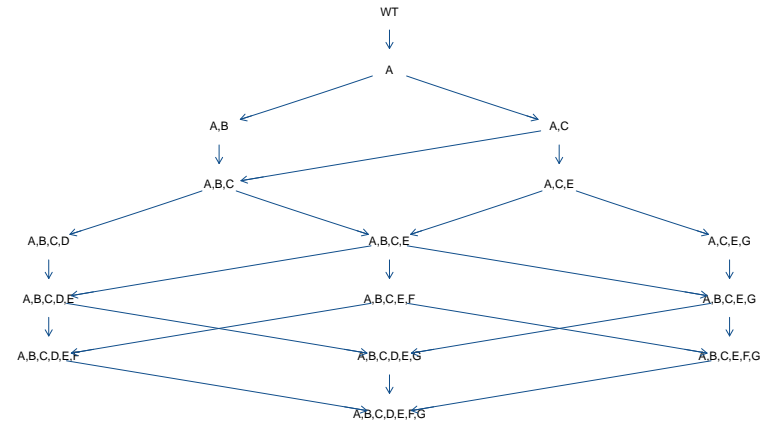 WT
A
A,B
A,C
A,B,C
A,C,E
A,B,C,D
A,B,C,E
A,C,E,G
A,B,C,D,E
A,B,C,E,F
A,B,C,E,G
A,B,C,D,E,F
A,B,C,D,E,G
A,B,C,E,F,G
A,B,C,D,E,F,G